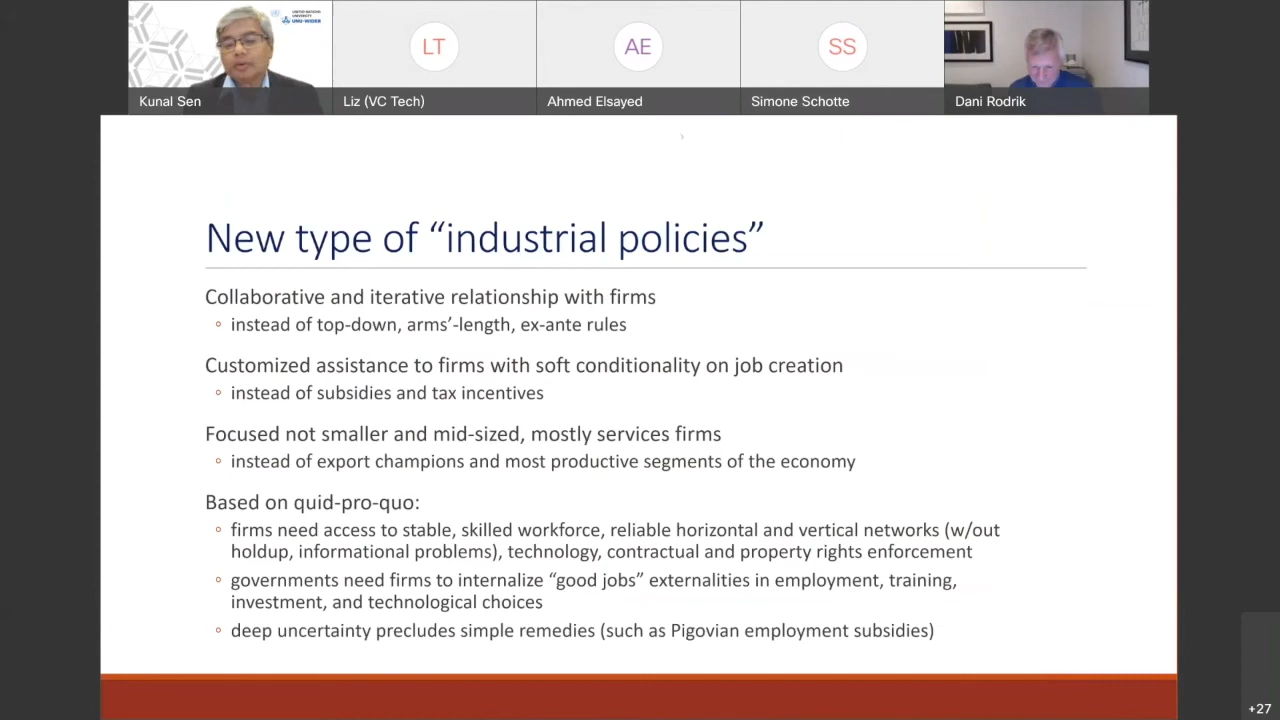 UNITED NATIONS
UNIVERSITY
UNU-WIDER
LT
AE
SS
Kunal Sen
Liz (VC Tech)
Ahmed Elsayed
Simone Schotte
Dani Rodrik
New type of “industrial policies”
Collaborative and iterative relationship with firms
◦ instead of top-down, arms’-length, ex-ante rules
Customized assistance to firms with soft conditionality on job creation
◦ instead of subsidies and tax incentives
Focused not smaller and mid-sized, mostly services firms
◦ instead of export champions and most productive segments of the economy
Based on quid-pro-quo:
◦ firms need access to stable, skilled workforce, reliable horizontal and vertical networks (w/out
holdup, informational problems), technology, contractual and property rights enforcement
◦ governments need firms to internalize “good jobs” externalities in employment, training,
investment, and technological choices
◦ deep uncertainty precludes simple remedies (such as Pigovian employment subsidies)
+27